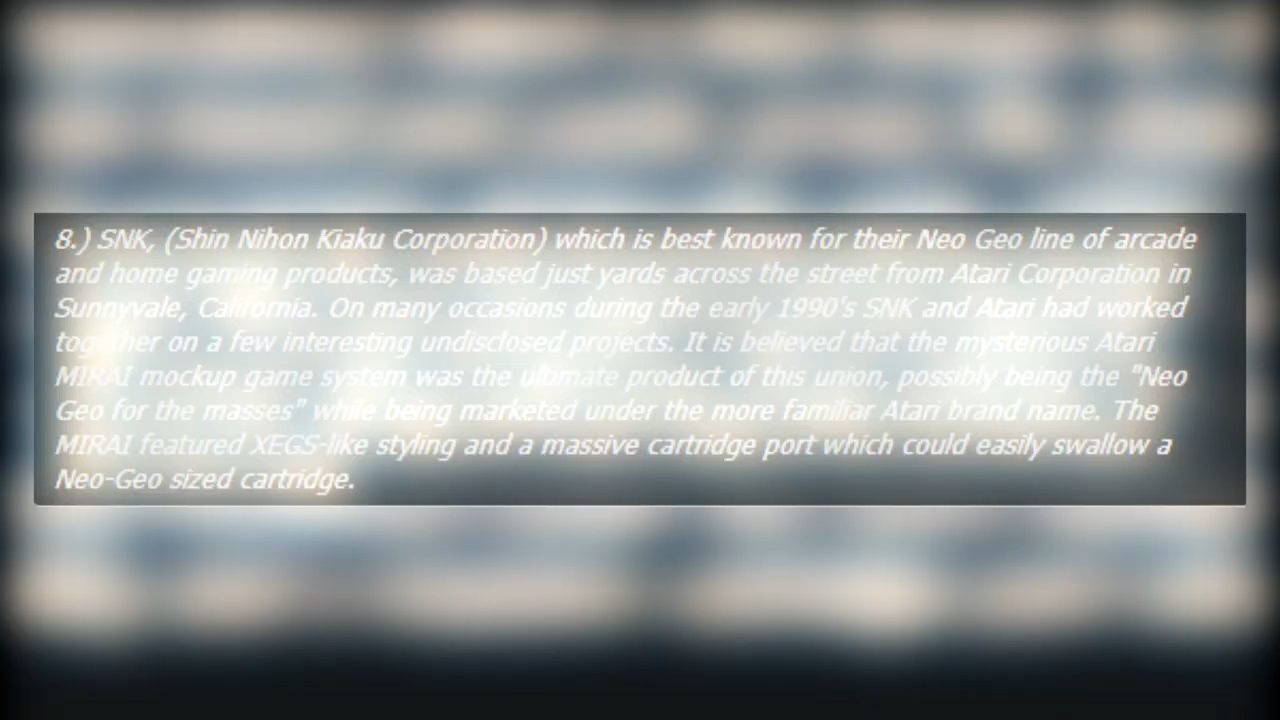 8.) SNK, (Shin Nihon Kiaku Corporation) which is best known for their Neo Geo line of arcade
and home gaming products, was based just yards across the street from Atari Corporation in
Sunnyvale, California. On many occasions during the early 1990's SNK and Atari had worked
together on a few interesting undisclosed projects. It is believed that the mysterious Atari
MIRAI mockup game system was the ultimate product of this union, possibly being the "Neo
Geo for the masses" while being marketed under the more familiar Atari brand name. The
MIRAI featured XEGS-like styling and a massive cartridge port which could easily swallow a
Neo-Geo sized cartridge.